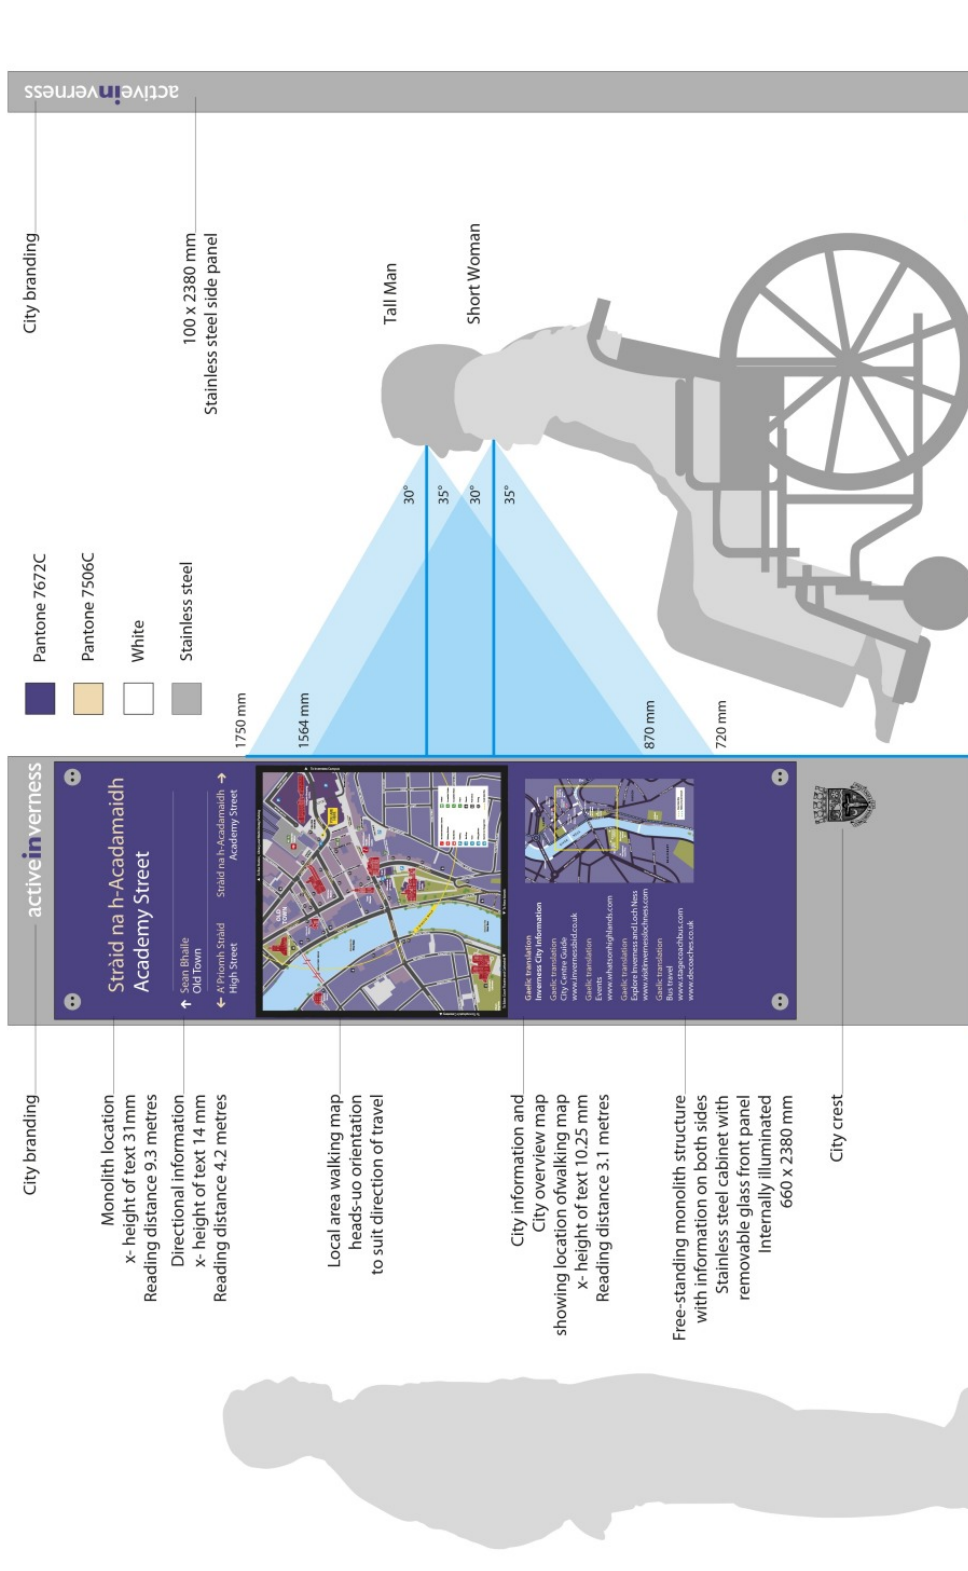 City branding
Monolith location
x- height of text 31mm
Reading distance 9.3 metres
Directional information
x- height of text 14 mm
Reading distance 4.2 metres
Local area walking map
heads-uo orientation
to suit direction of travel
City information and
City overview map
showing location ofwalking map
x- height of text 10.25 mm
Reading distance 3.1 metres
Free-standing monolith structure
with information on both sides
Stainless steel cabinet with
removable glass front panel
Internally illuminated
660 x 2380 mm
City crest
activeinverness
Stràid na h-Acadamaidh
Academy Street
↑ Sean Bhaile
Old Town
← A'Phrìomh Stràid
High Street
Stràid na h-Acadamaidh →
Academy Street
OLD
TOWN
Gaelic translation
Inverness City Information
Gaelic translation
City Centre Guide
www.invernessbid.co.uk
Gaelic translation
Events
www.whatsonhighlands.com
Gaelic translation
Explore Inverness and Loch Ness
www.visitinvernesslochness.com
Gaelic translation
Bus travel
www.stagecoachbus.com
www.decoaches.co.uk
1750 mm
1564 mm
870 mm
720 mm
Pantone 7672C
Pantone 7506C
White
Stainless steel
30°
35°
30°
35°
Tall Man
Short Woman
City branding
100 x 2380 mm
Stainless steel side panel
activeinverness